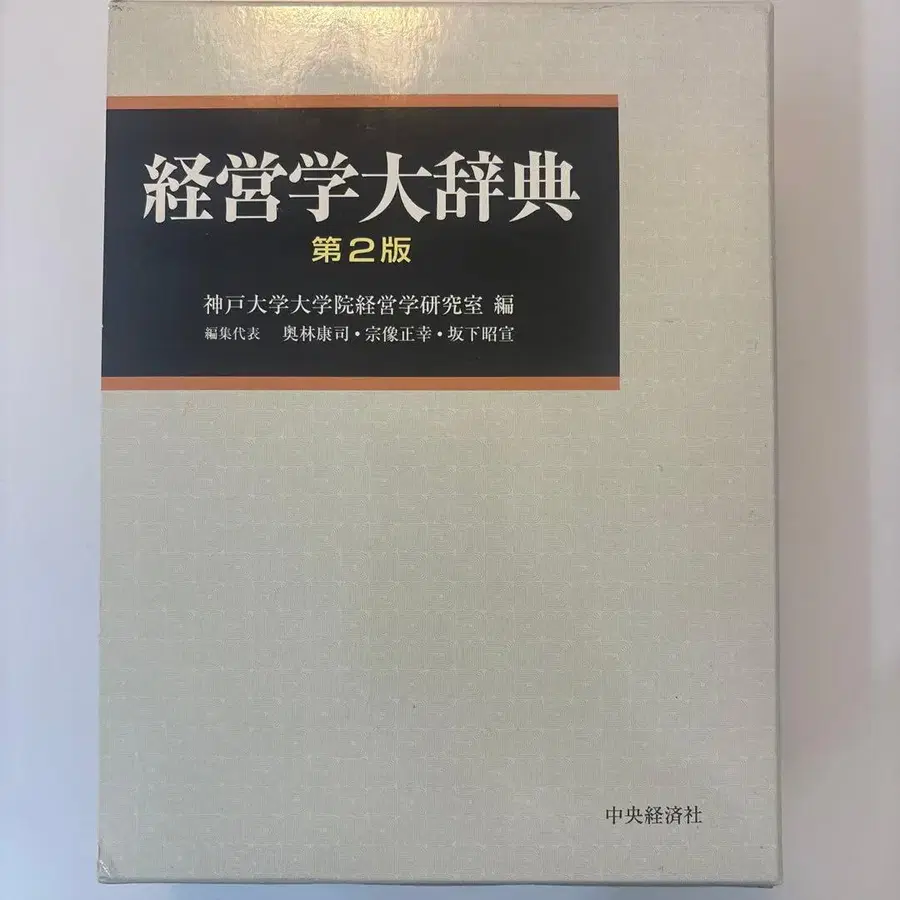 経営学大辞典
第2版
神戸大学大学院経営学研究室 編
編集代表 奥林康司・宗像正幸・坂下昭宣
中央経済社